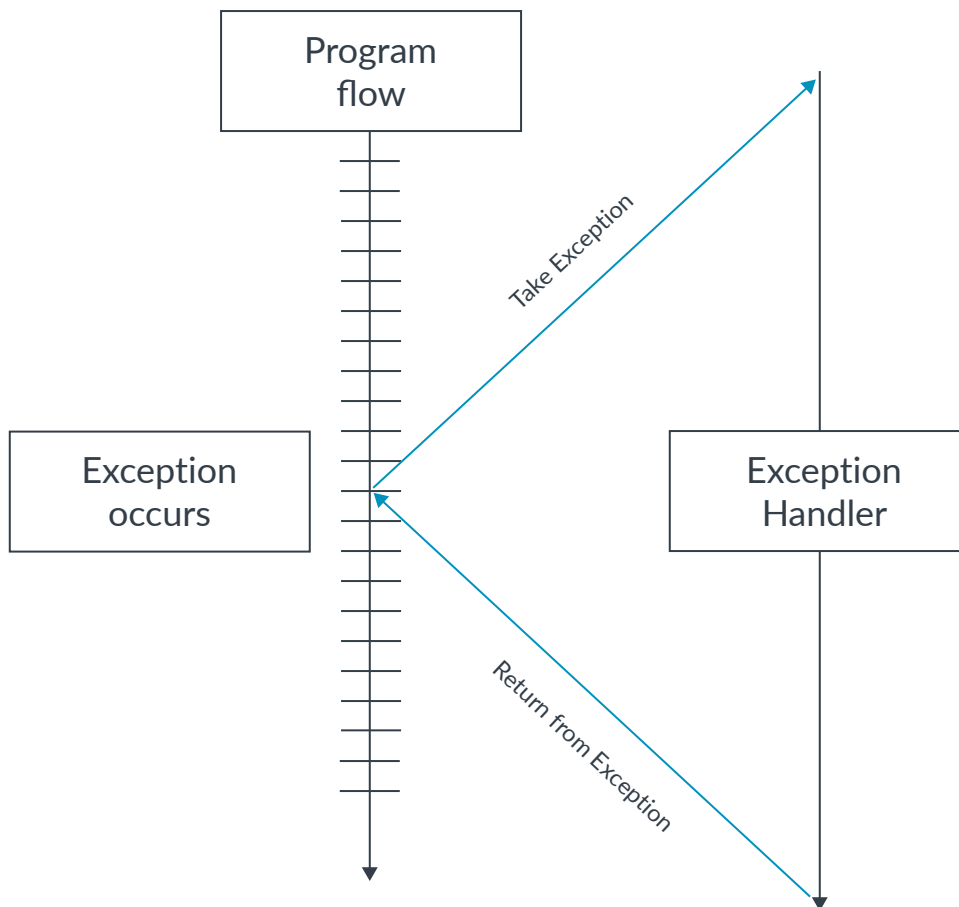 Program
flow
Take Exception
Exception
occurs
Exception
Handler
Return from Exception